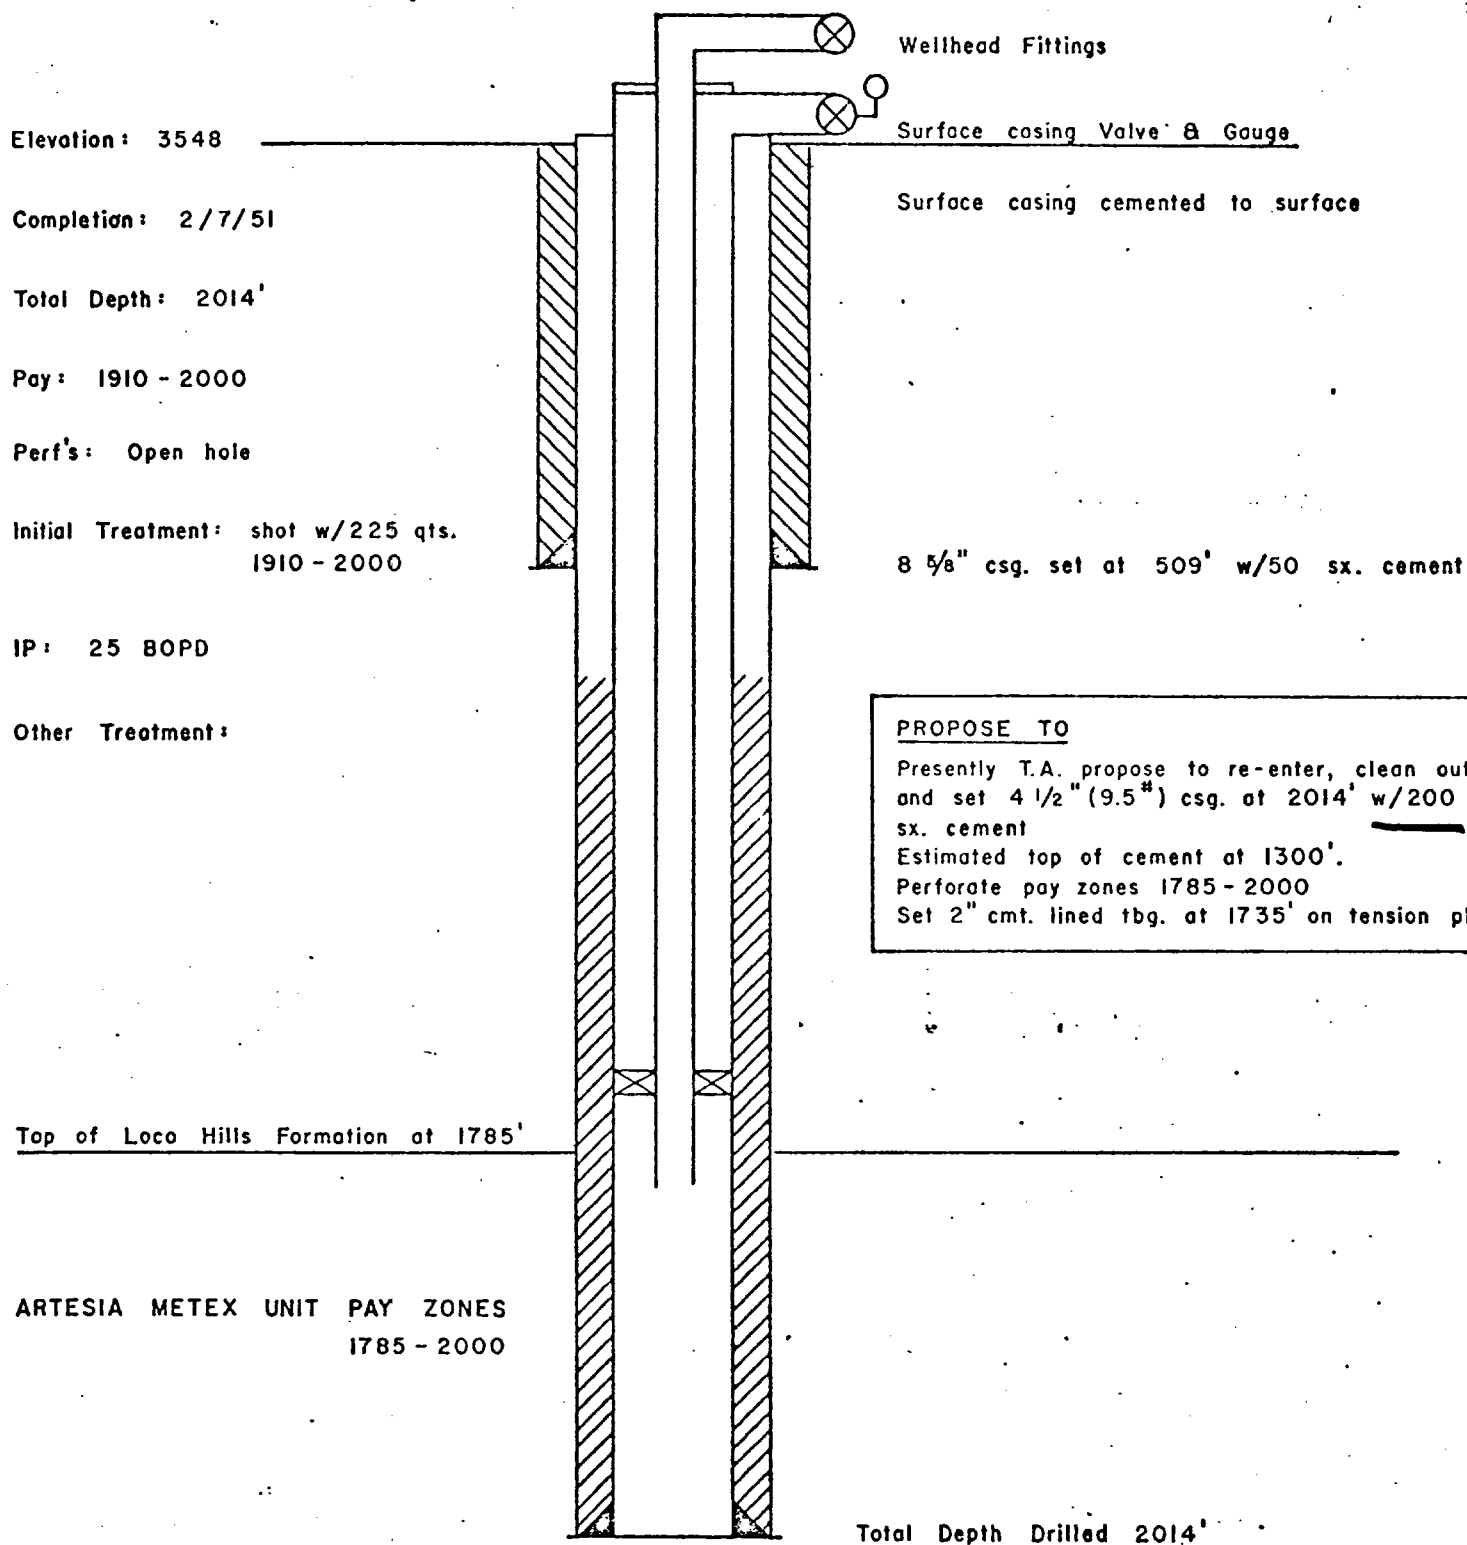 Wellhead Fittings
Elevation: 3548
Surface casing Valve & Gauge
Completion: 2/7/51
Surface casing cemented to surface
Total Depth: 2014'
Pay: 1910 - 2000
Perf's: Open hole
Initial Treatment: shot w/225 qts.
1910 - 2000
8 5/8" csg. set at 509' w/50 sx. cement
IP: 25 BOPD
Other Treatment:
PROPOSE TO
Presently T.A. propose to re-enter, clean out
and set 4 1/2" (9.5#) csg. at 2014' w/200
sx. cement
Estimated top of cement at 1300'.
Perforate pay zones 1785 - 2000
Set 2" cmt. lined tbg. at 1735' on tension
Top of Loco Hills Formation at 1785'
ARTESIA METEX UNIT PAY ZONES
1785 - 2000
Total Depth Drilled 2014'